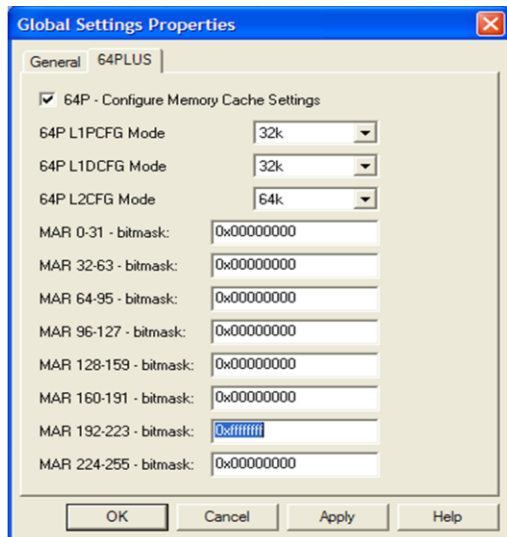 Global Settings Properties
General 64PLUS
64P - Configure Memory Cache Settings
64P L1PCFG Mode 32k
64P L1DCFG Mode 32k
64P L2CFG Mode 64k
MAR 0-31 - bitmask: 0x00000000
MAR 32-63 - bitmask: 0x00000000
MAR 64-95 - bitmask: 0x00000000
MAR 96-127 - bitmask: 0x00000000
MAR 128-159 - bitmask: 0x00000000
MAR 160-191 - bitmask: 0x00000000
MAR 192-223 - bitmask: 0xffffffff
MAR 224-255 - bitmask: 0x00000000
OK Cancel Apply Help